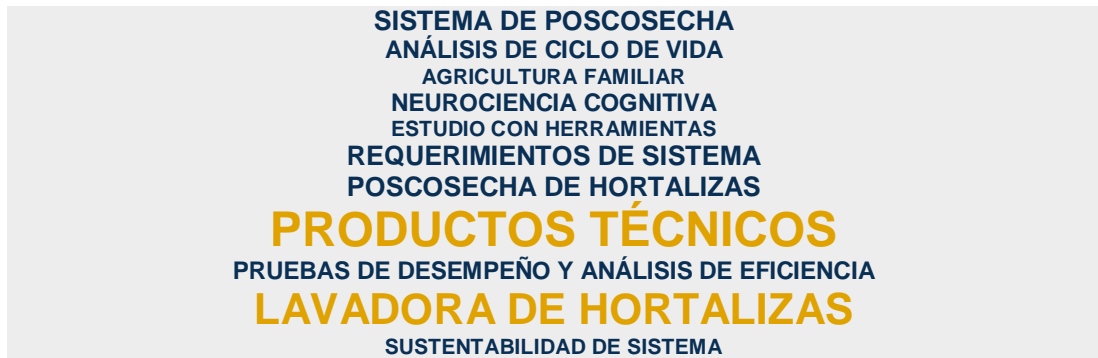 SISTEMA DE POSCOSECHA
ANÁLISIS DE CICLO DE VIDA
AGRICULTURA FAMILIAR
NEUROCIENCIA COGNITIVA
ESTUDIO CON HERRAMIENTAS
REQUERIMIENTOS DE SISTEMA
POSCOSECHA DE HORTALIZAS
PRODUCTOS TÉCNICOS
PRUEBAS DE DESEMPEÑO Y ANÁLISIS DE EFICIENCIA
LAVADORA DE HORTALIZAS
SUSTENTABILIDAD DE SISTEMA